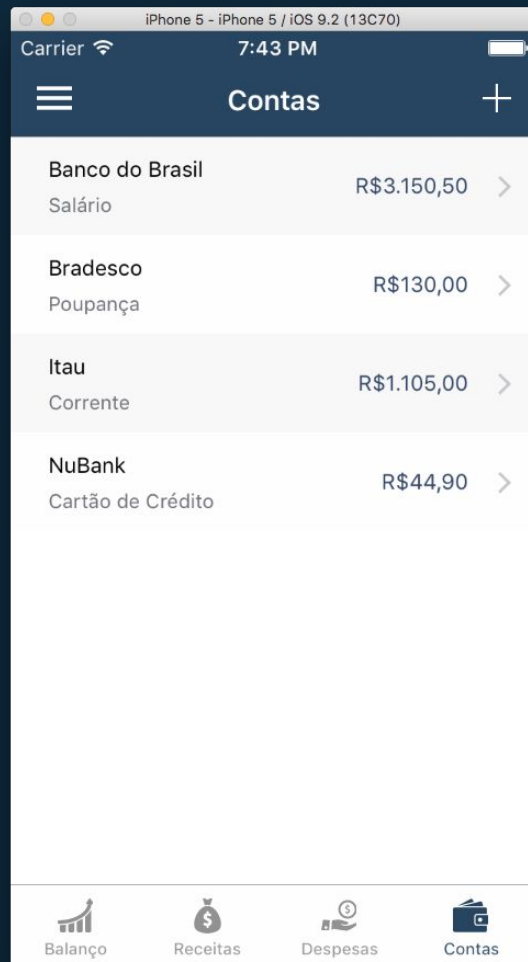 iPhone 5 - iPhone 5 / iOS 9.2 (13C70)
Carrier 7:43 PM
Contas
Banco do Brasil
R$3.150,50
Salário
Bradesco
R$130,00
Poupança
Itau
R$1.105,00
Corrente
NuBank
R$44,90
Cartão de Crédito
Balanço Receitas Despesas Contas